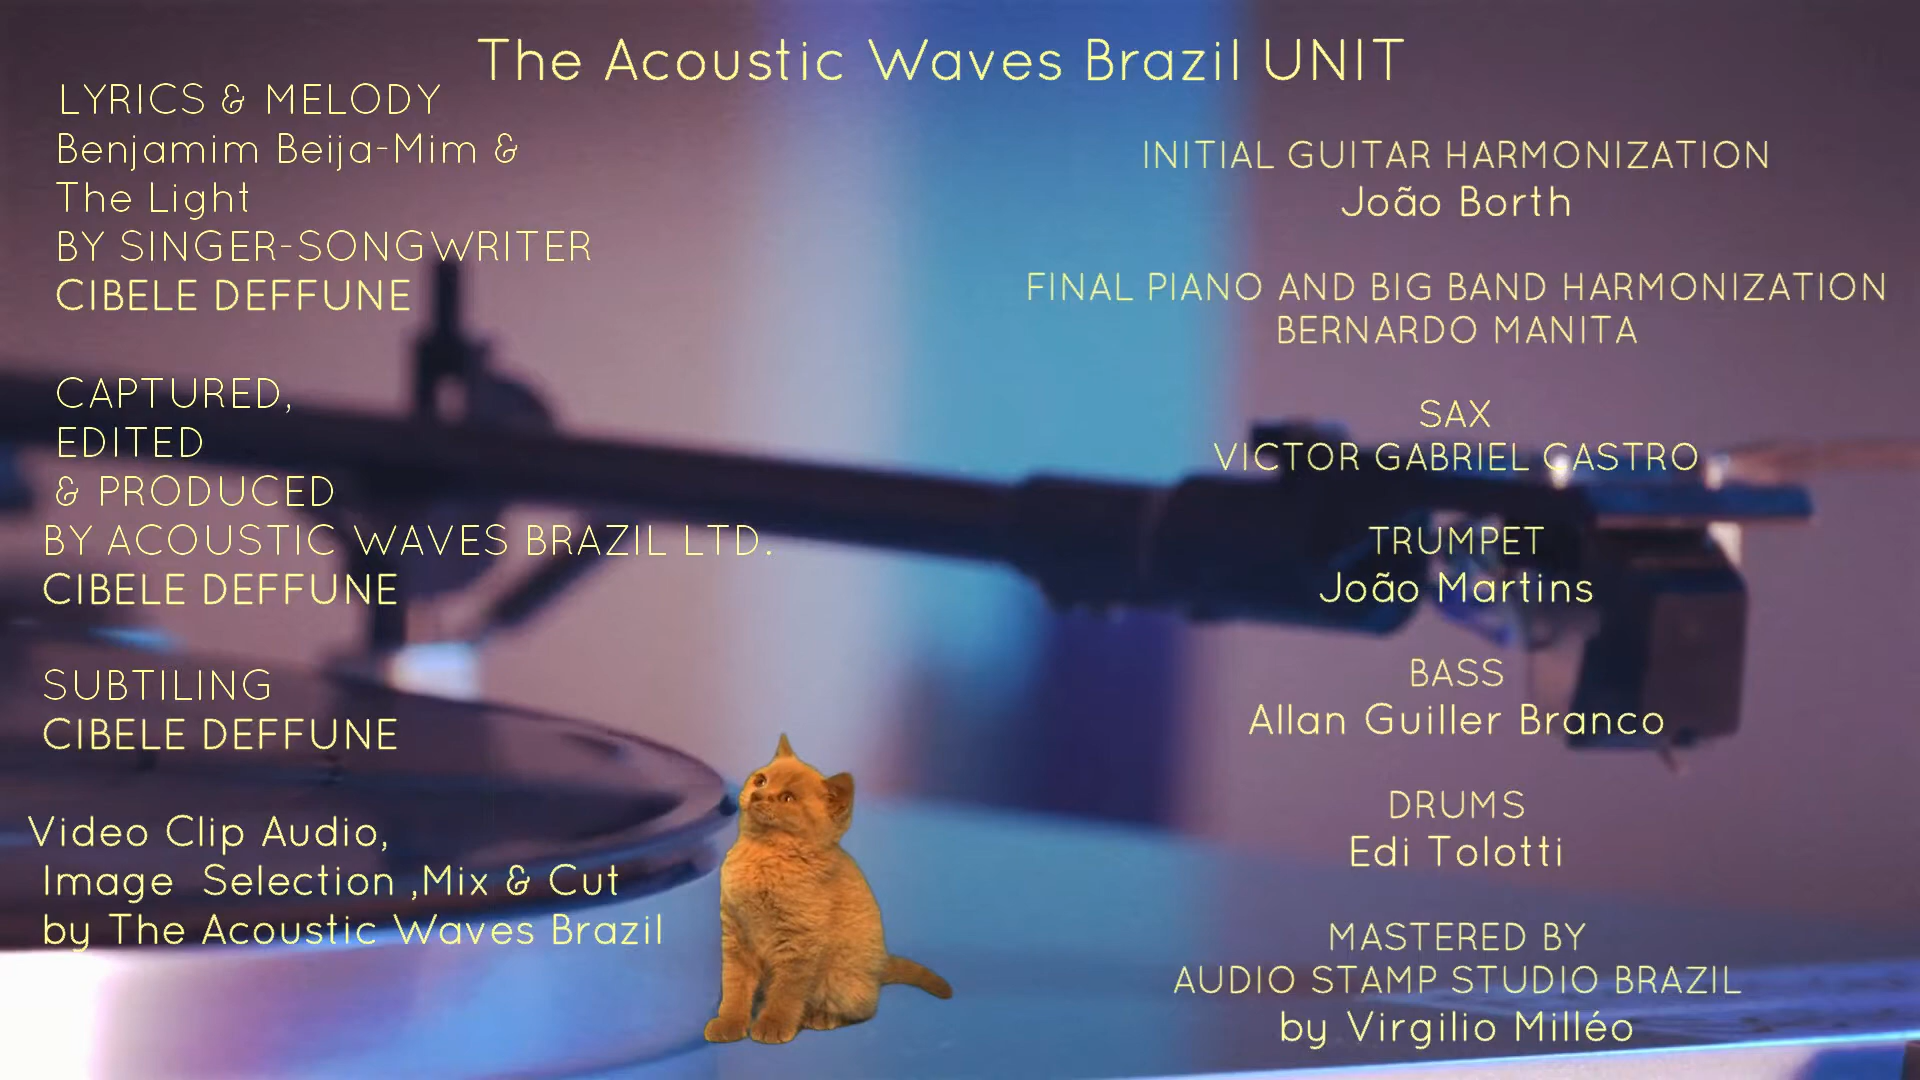 The Acoustic Waves Brazil UNIT
LYRICS & MELODY
Benjamim Beija-Mim &
The Light
BY SINGER-SONGWRITER
CIBELE DEFFUNE
CAPTURED,
EDITED
& PRODUCED
BY ACOUSTIC WAVES BRAZIL LTD.
CIBELE DEFFUNE
SUBTILING
CIBELE DEFFUNE
Video Clip Audio,
Image Selection ,Mix & Cut
by The Acoustic Waves Brazil
INITIAL GUITAR HARMONIZATION
João Borth
FINAL PIANO AND BIG BAND HARMONIZATION
BERNARDO MANITA
SAX
VICTOR GABRIEL CASTRO
TRUMPET
João Martins
BASS
Allan Guiller Branco
DRUMS
Edi Tolotti
MASTERED BY
AUDIO STAMP STUDIO BRAZIL
by Virgilio Milléo